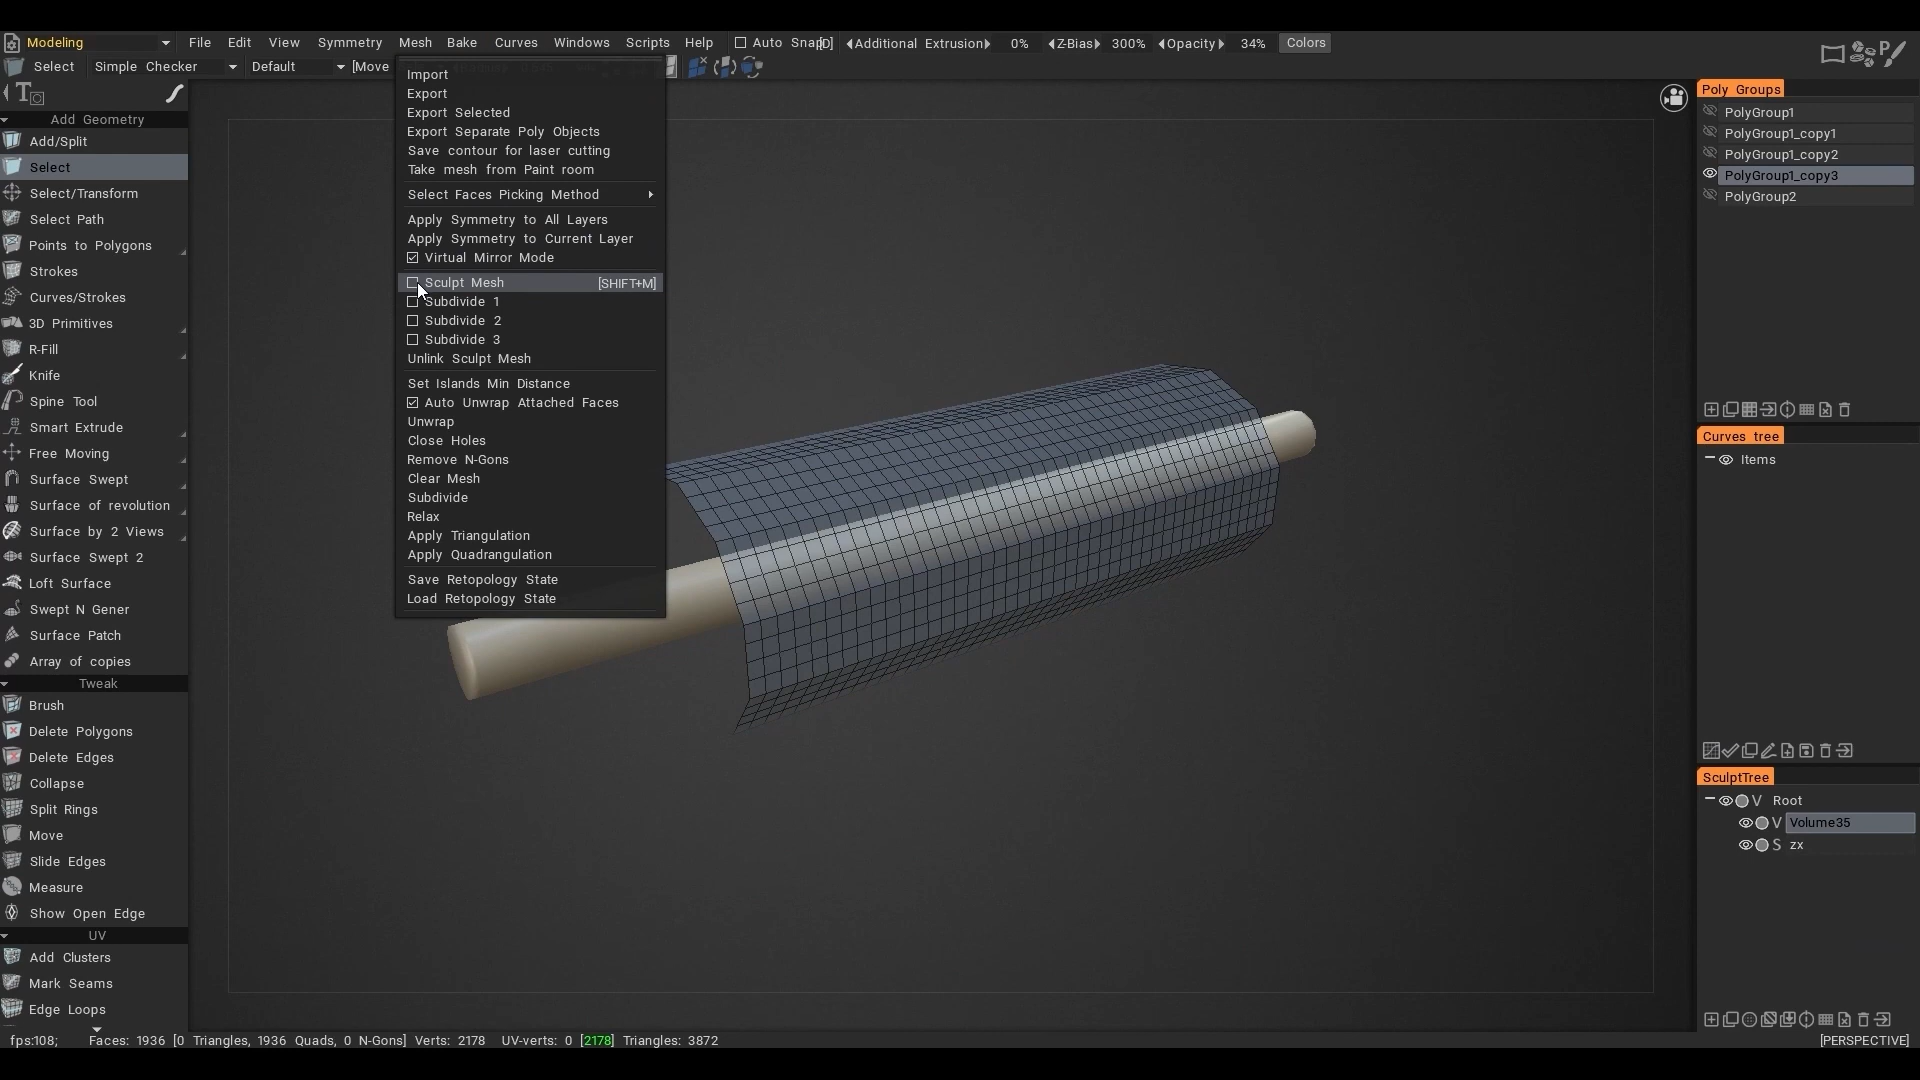 Modeling File Edit View Symmetry Mesh Bake Curves Windows Scripts Help Auto Snap Additional Extrusion 0% Z-Bias 300% Opacity 34% Colors
Select Simple Checker Default [Move
Add Geometry
Add/Split
Select
Select/Transform
Select Path
Points to Polygons
Strokes
Curves/Strokes
3D Primitives
R-Fill
Knife
Spine Tool
Smart Extrude
Free Moving
Surface Swept
Surface of revolution
Surface by 2 Views
Surface Swept 2
Loft Surface
Swept N Gener
Surface Patch
Array of copies
Tweak
Brush
Delete Polygons
Delete Edges
Collapse
Split Rings
Move
Slide Edges
Measure
Show Open Edge
UV
Add Clusters
Mark Seams
Edge Loops
Import
Export
Export Selected
Export Separate Poly Objects
Save contour for laser cutting
Take mesh from Paint room
Select Faces Picking Method
Apply Symmetry to All Layers
Apply Symmetry to Current Layer
Virtual Mirror Mode
Sculpt Mesh [SHIFT+M]
Subdivide 1
Subdivide 2
Subdivide 3
Unlink Sculpt Mesh
Set Islands Min Distance
Auto Unwrap Attached Faces
Unwrap
Close Holes
Remove N-Gons
Clear Mesh
Subdivide
Relax
Apply Triangulation
Apply Quadrangulation
Save Retopology State
Load Retopology State
Poly Groups
PolyGroup1
PolyGroup1_copy1
PolyGroup1_copy2
PolyGroup1_copy3
PolyGroup2
Curves tree
Items
SculptTree
V Root
V Volume35
S zx
fps:108; Faces: 1936 [0 Triangles, 1936 Quads, 0 N-Gons] Verts: 2178 UV-verts: 0 [2178] Triangles: 3872 [PERSPECTIVE]